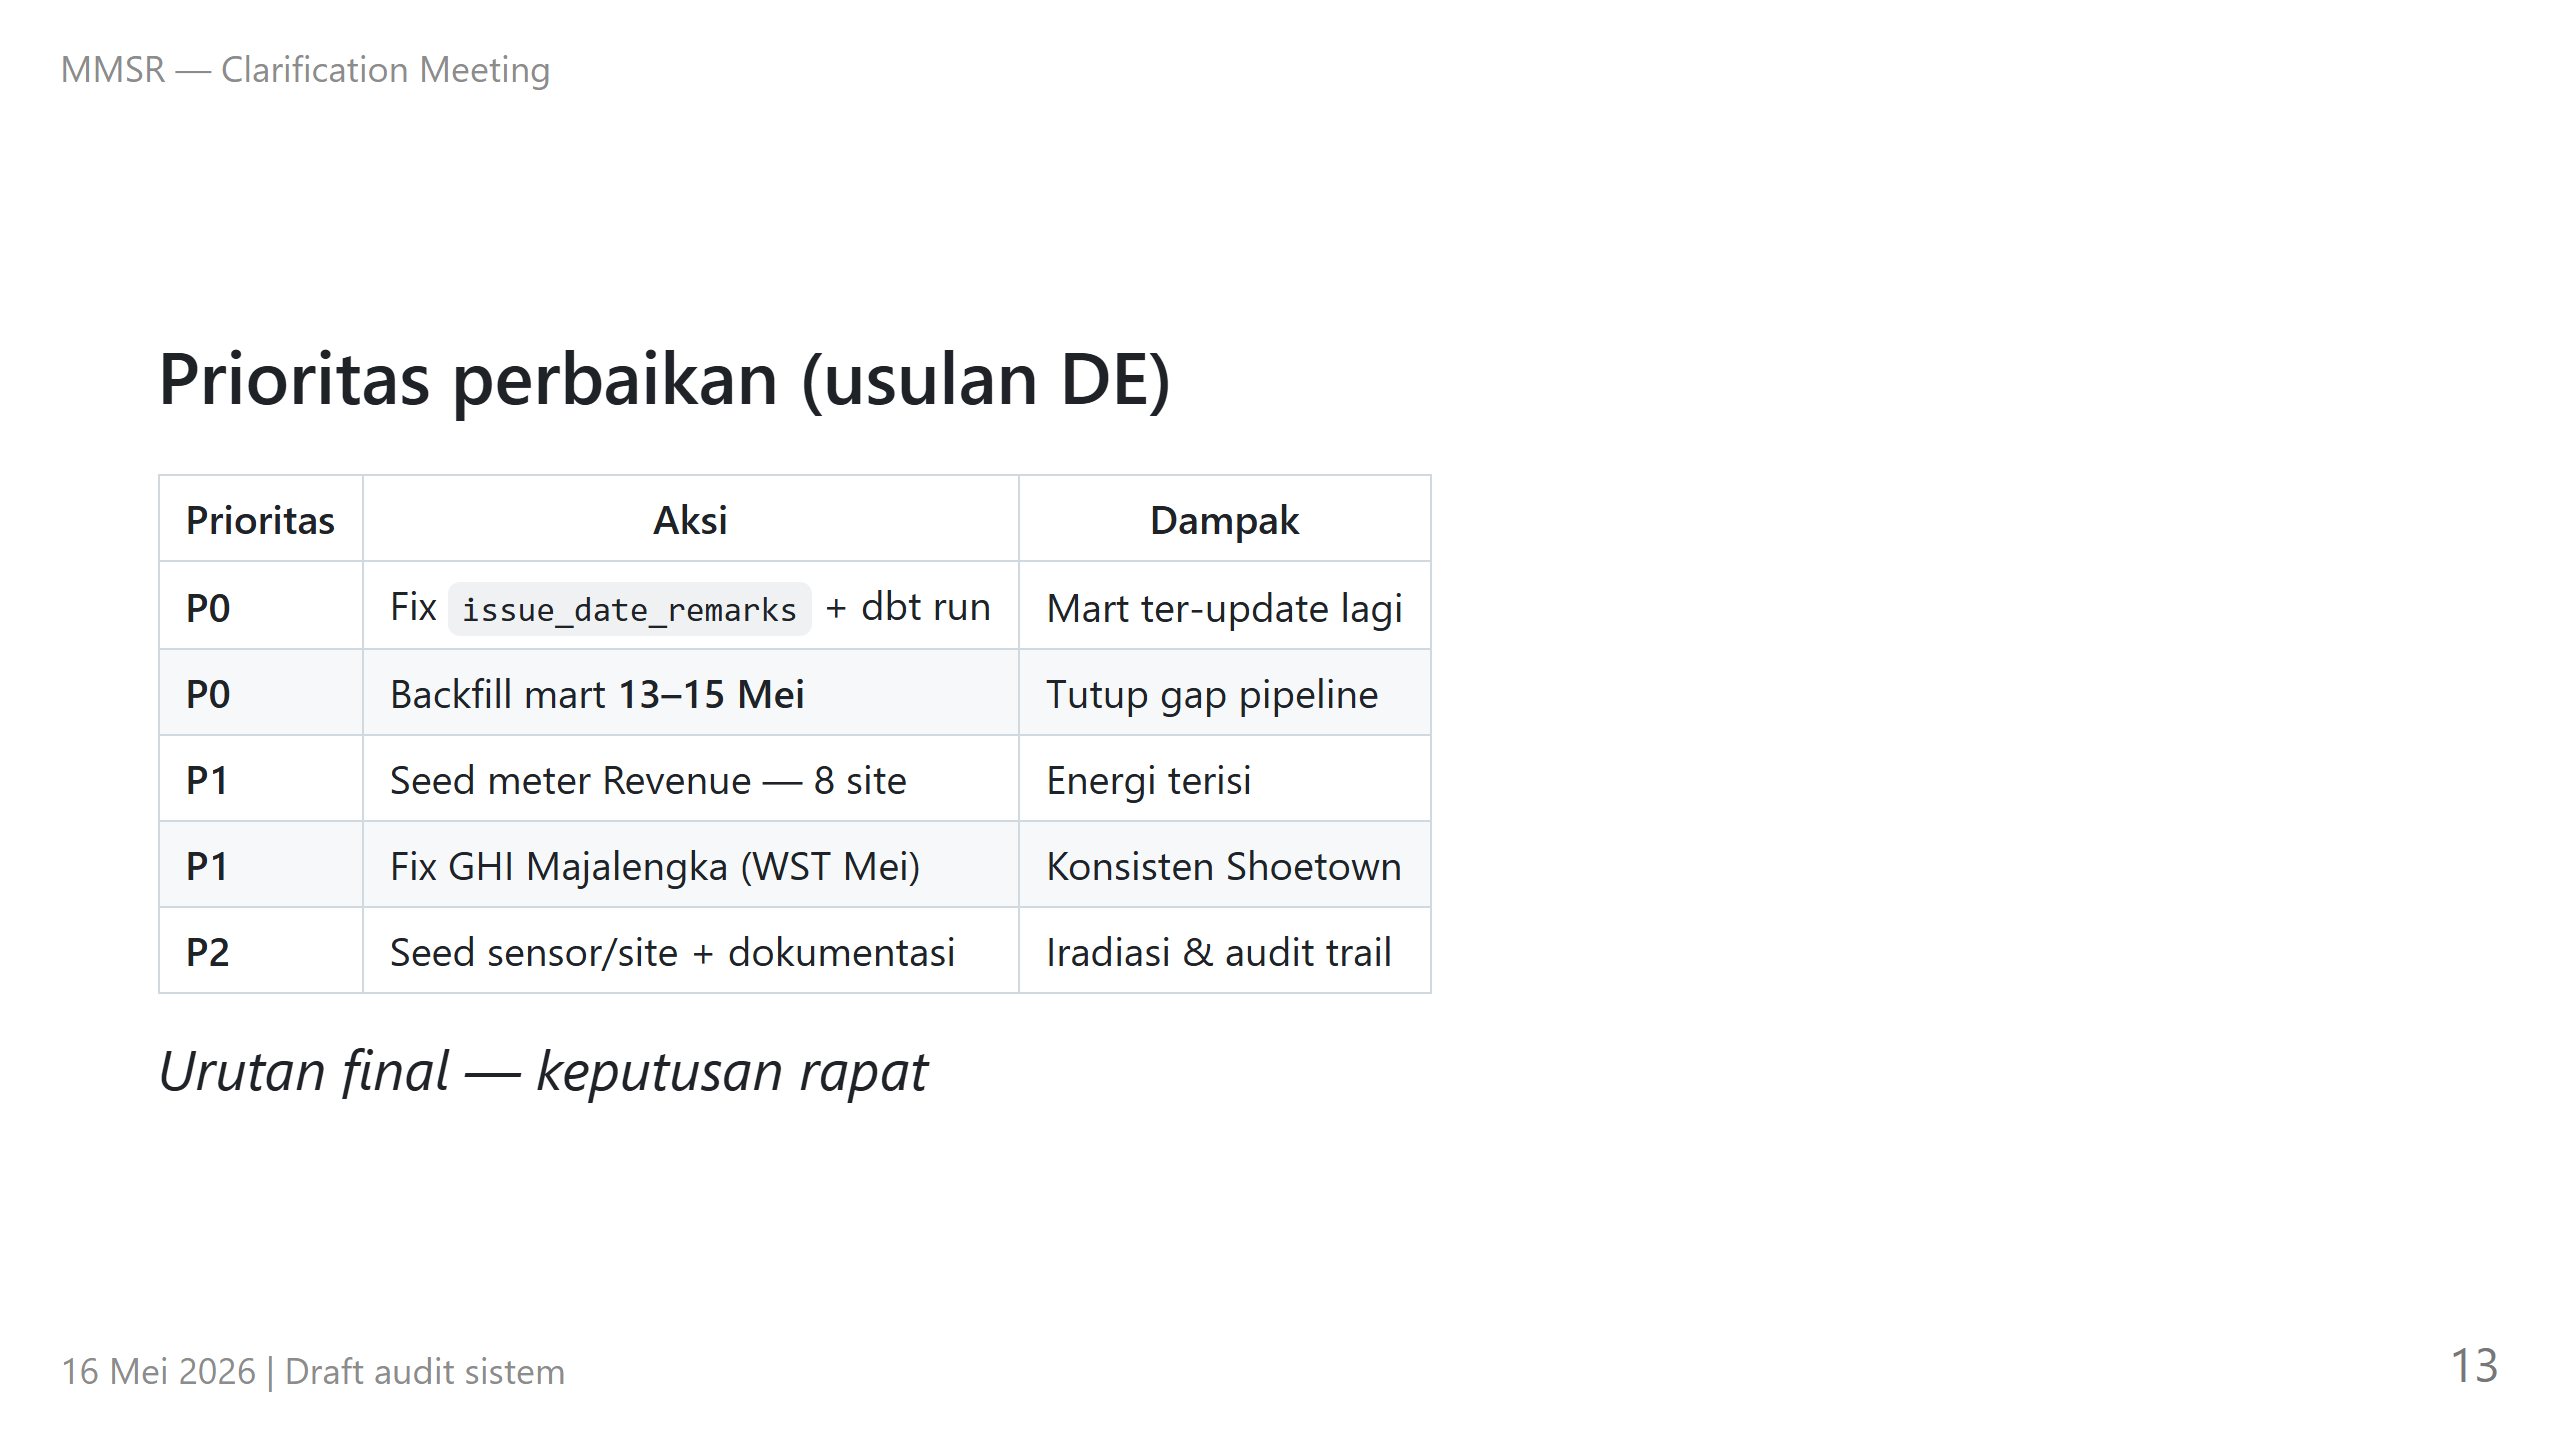 MMSR — Clarification Meeting
Prioritas perbaikan (usulan DE)
Prioritas Aksi Dampak
P0 Fix issue_date_remarks + dbt run Mart ter-update lagi
P0 Backfill mart 13–15 Mei Tutup gap pipeline
P1 Seed meter Revenue — 8 site Energi terisi
P1 Fix GHI Majalengka (WST Mei) Konsisten Shoetown
P2 Seed sensor/site + dokumentasi Iradiasi & audit trail
Urutan final — keputusan rapat
16 Mei 2026 | Draft audit sistem
13